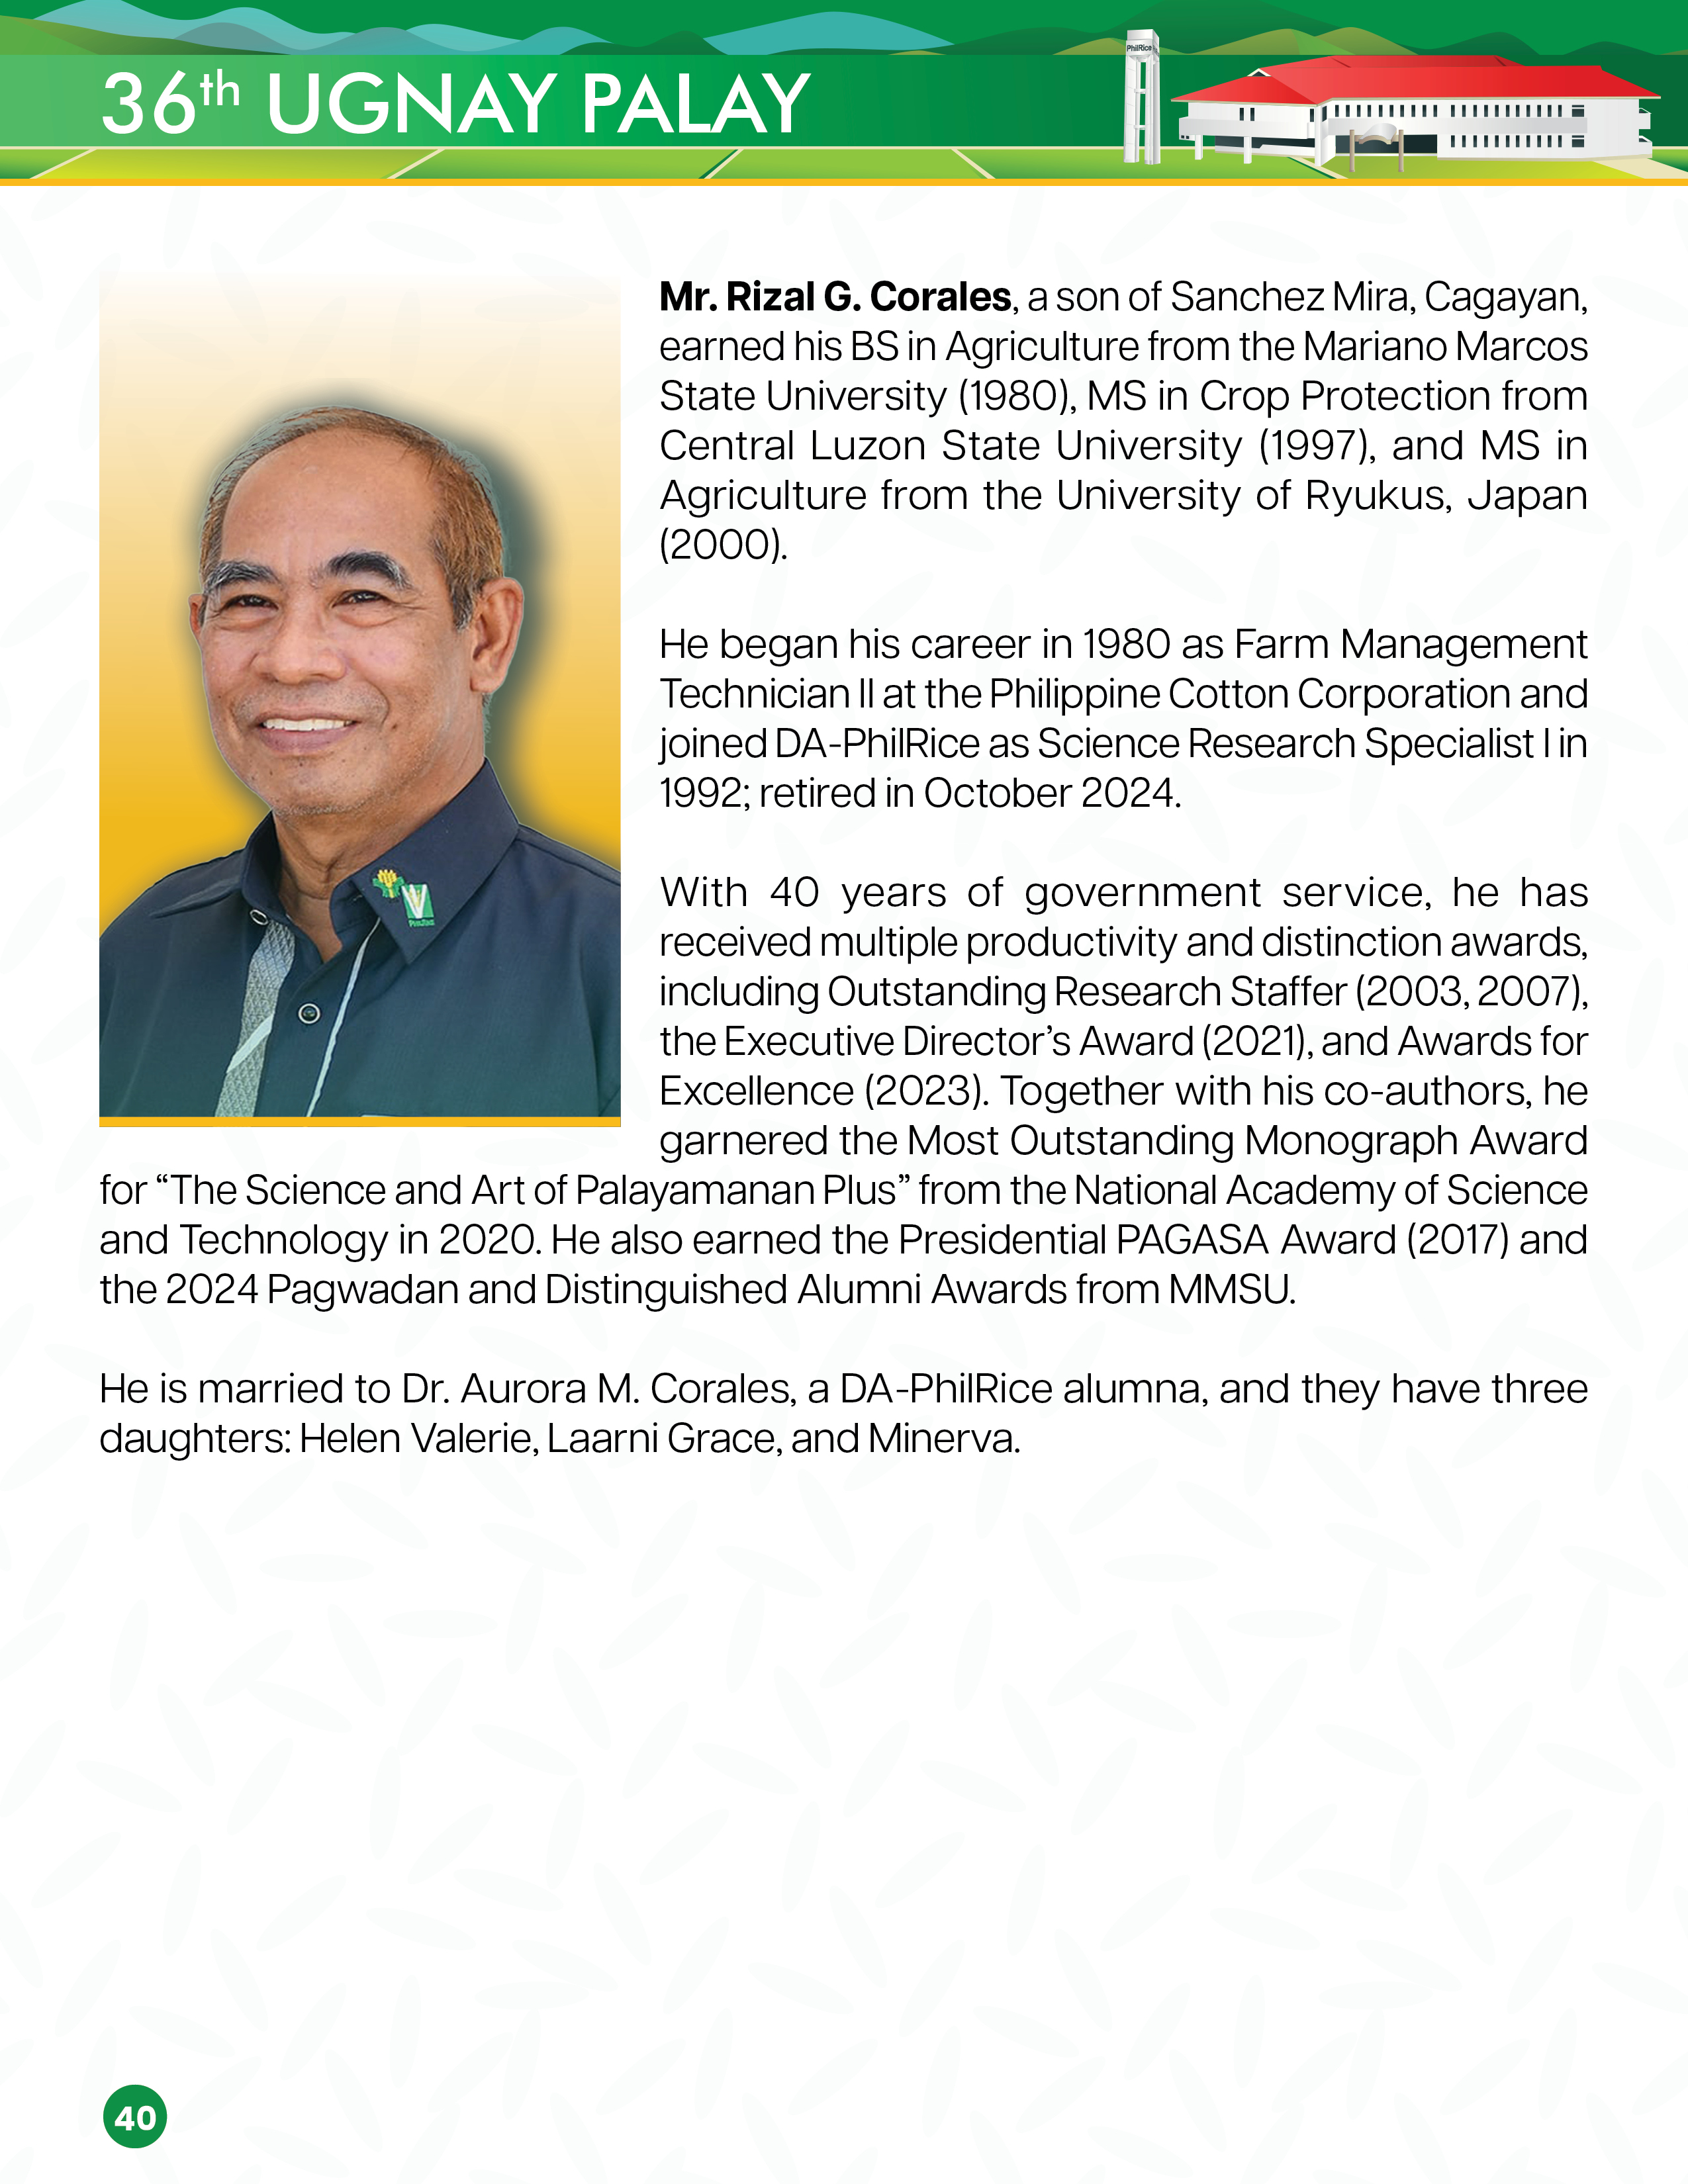 PhilRice
36th UGNAY PALAY
Mr. Rizal G. Corales, a son of Sanchez Mira, Cagayan,
earned his BS in Agriculture from the Mariano Marcos
State University (1980), MS in Crop Protection from
Central Luzon State University (1997), and MS in
Agriculture from the University of Ryukus, Japan
(2000).
He began his career in 1980 as Farm Management
Technician II at the Philippine Cotton Corporation and
joined DA-PhilRice as Science Research Specialist I in
1992; retired in October 2024.
With 40 years of government service, he has
received multiple productivity and distinction awards,
including Outstanding Research Staffer (2003, 2007),
the Executive Director’s Award (2021), and Awards for
Excellence (2023). Together with his co-authors, he
garnered the Most Outstanding Monograph Award
for “The Science and Art of Palayamanan Plus” from the National Academy of Science
and Technology in 2020. He also earned the Presidential PAGASA Award (2017) and
the 2024 Pagwadan and Distinguished Alumni Awards from MMSU.
He is married to Dr. Aurora M. Corales, a DA-PhilRice alumna, and they have three
daughters: Helen Valerie, Laarni Grace, and Minerva.
PhilRice
40